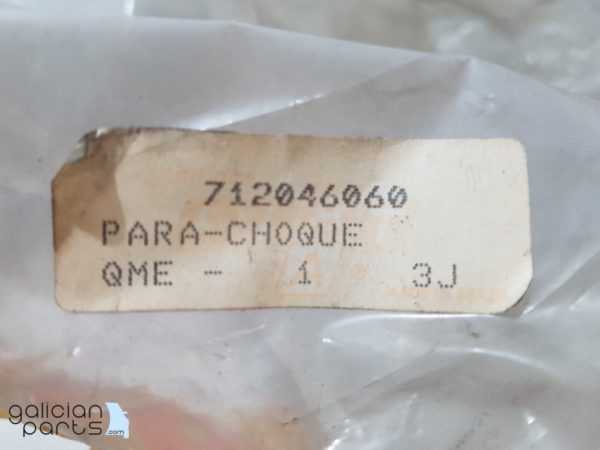 712046060
PARA-CHOQUE
QME - 1 3J
galician
parts.com